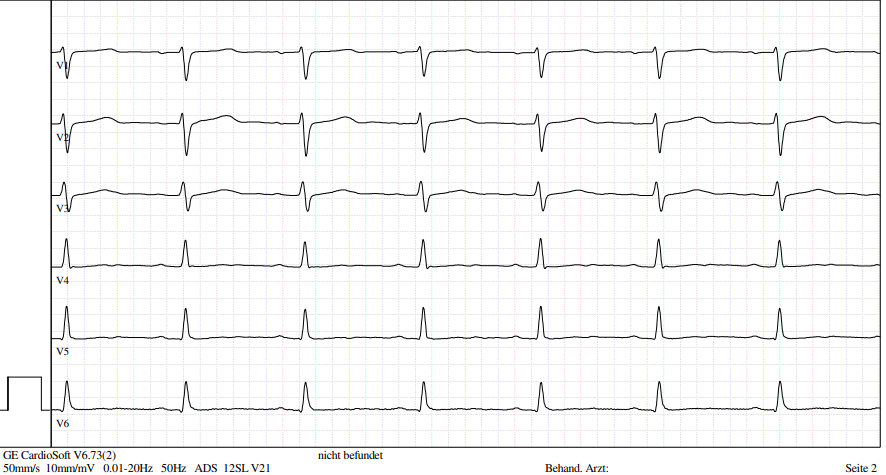 V1
V2
V3
V4
V5
V6
GE CardioSoft V6.73(2) nicht befundet
50mm/s 10mm/mV 0.01-20Hz 50Hz ADS 12SL V21 Behand. Arzt: Seite 2